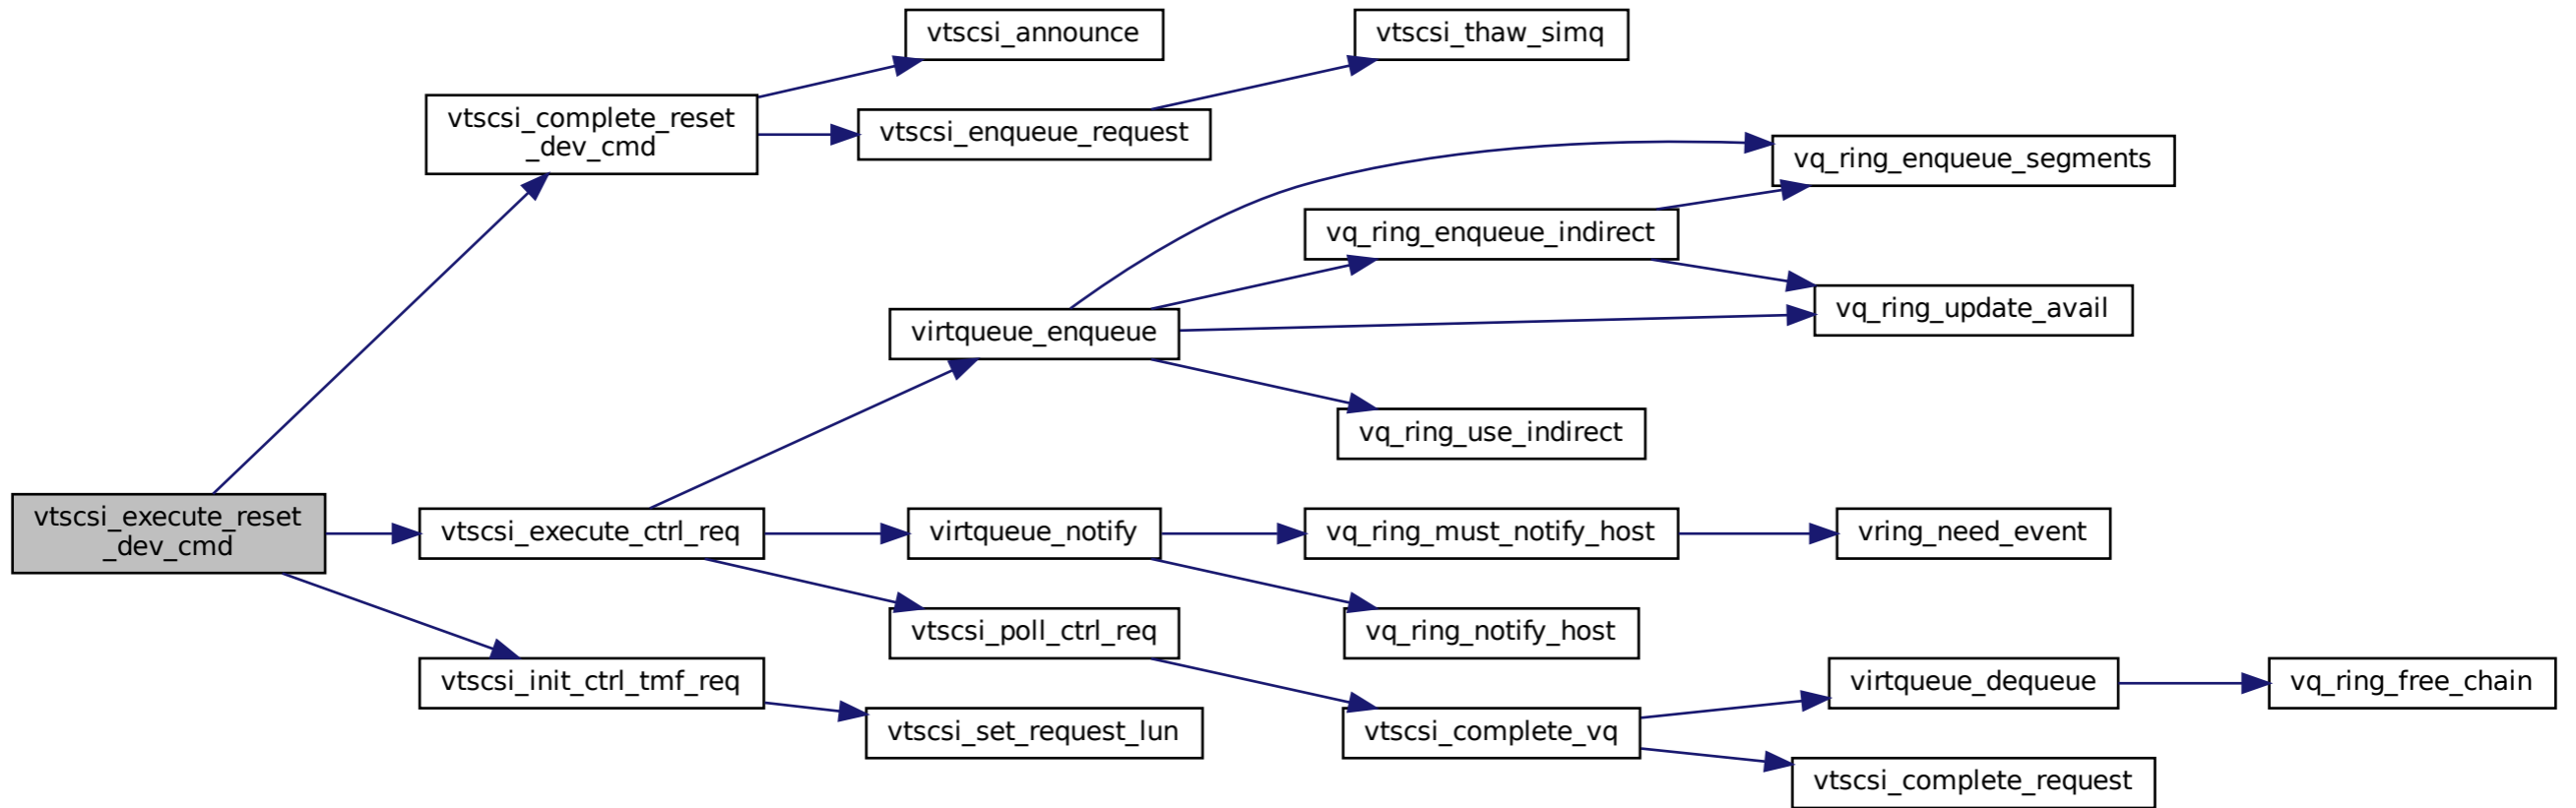 vtscsi_announce
vtscsi_thaw_simq
vtscsi_complete_reset
_dev_cmd
vtscsi_enqueue_request
vq_ring_enqueue_segments
vq_ring_enqueue_indirect
vq_ring_update_avail
virtqueue_enqueue
vq_ring_use_indirect
vtscsi_execute_reset
_dev_cmd
vtscsi_execute_ctrl_req
virtqueue_notify
vq_ring_must_notify_host
vring_need_event
vtscsi_poll_ctrl_req
vq_ring_notify_host
vtscsi_init_ctrl_tmf_req
virtqueue_dequeue
vq_ring_free_chain
vtscsi_set_request_lun
vtscsi_complete_vq
vtscsi_complete_request